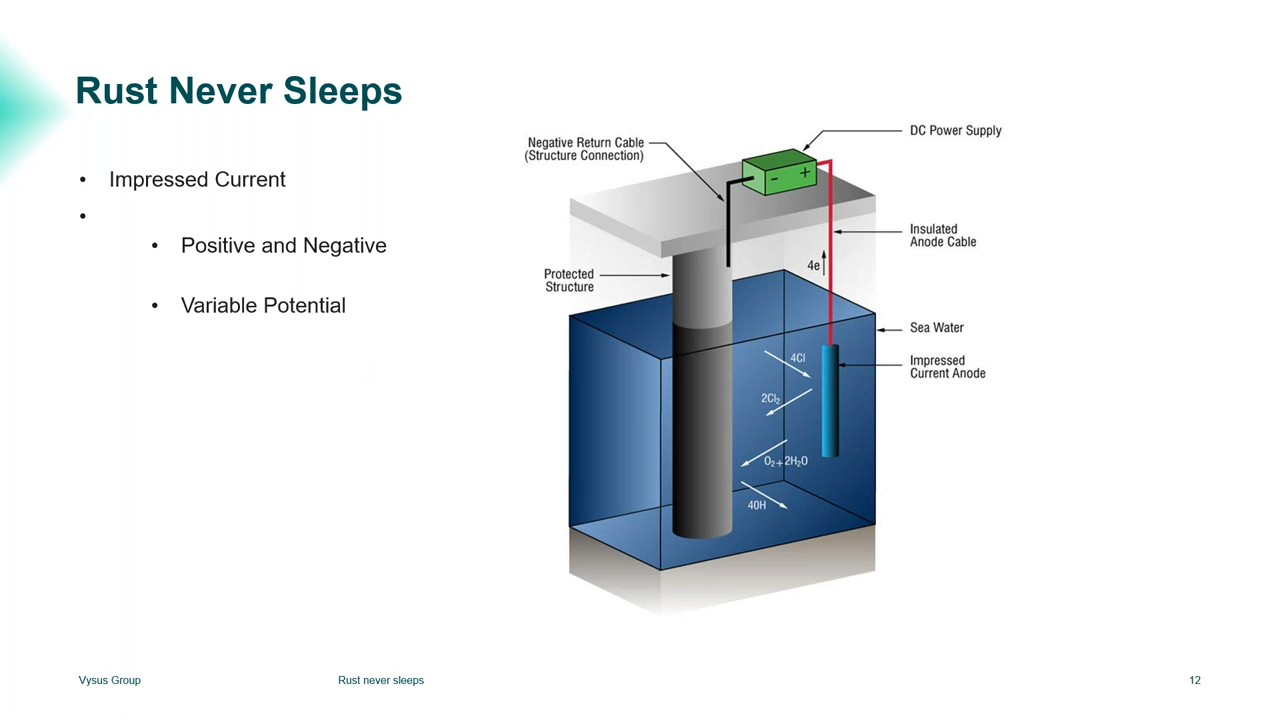 Rust Never Sleeps
• Impressed Current
•
• Positive and Negative
• Variable Potential
DC Power Supply
Negative Return Cable
(Structure Connection)
- +
Insulated
Anode Cable
4e
Protected
Structure
Sea Water
4Cl
Impressed
Current Anode
2Cl₂
O₂+2H₂O
4OH
Vysus Group
Rust never sleeps
12